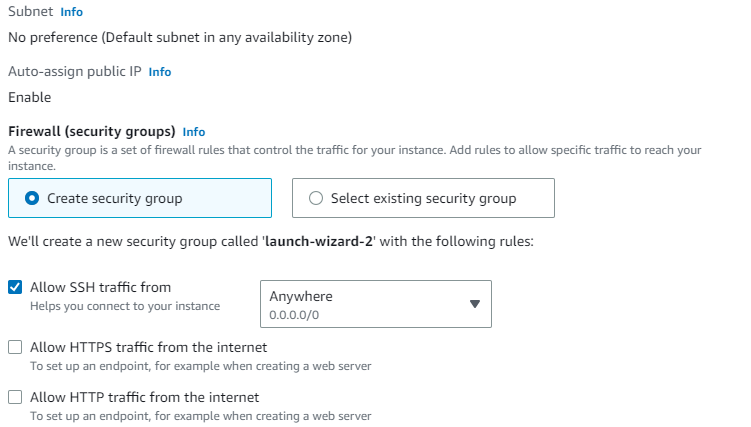 Subnet Info
No preference (Default subnet in any availability zone)
Auto-assign public IP Info
Enable
Firewall (security groups) Info
A security group is a set of firewall rules that control the traffic for your instance. Add rules to allow specific traffic to reach your
instance.
Create security group
Select existing security group
We'll create a new security group called 'launch-wizard-2' with the following rules:
Allow SSH traffic from
Helps you connect to your instance
Anywhere
0.0.0.0/0
Allow HTTPS traffic from the internet
To set up an endpoint, for example when creating a web server
Allow HTTP traffic from the internet
To set up an endpoint, for example when creating a web server